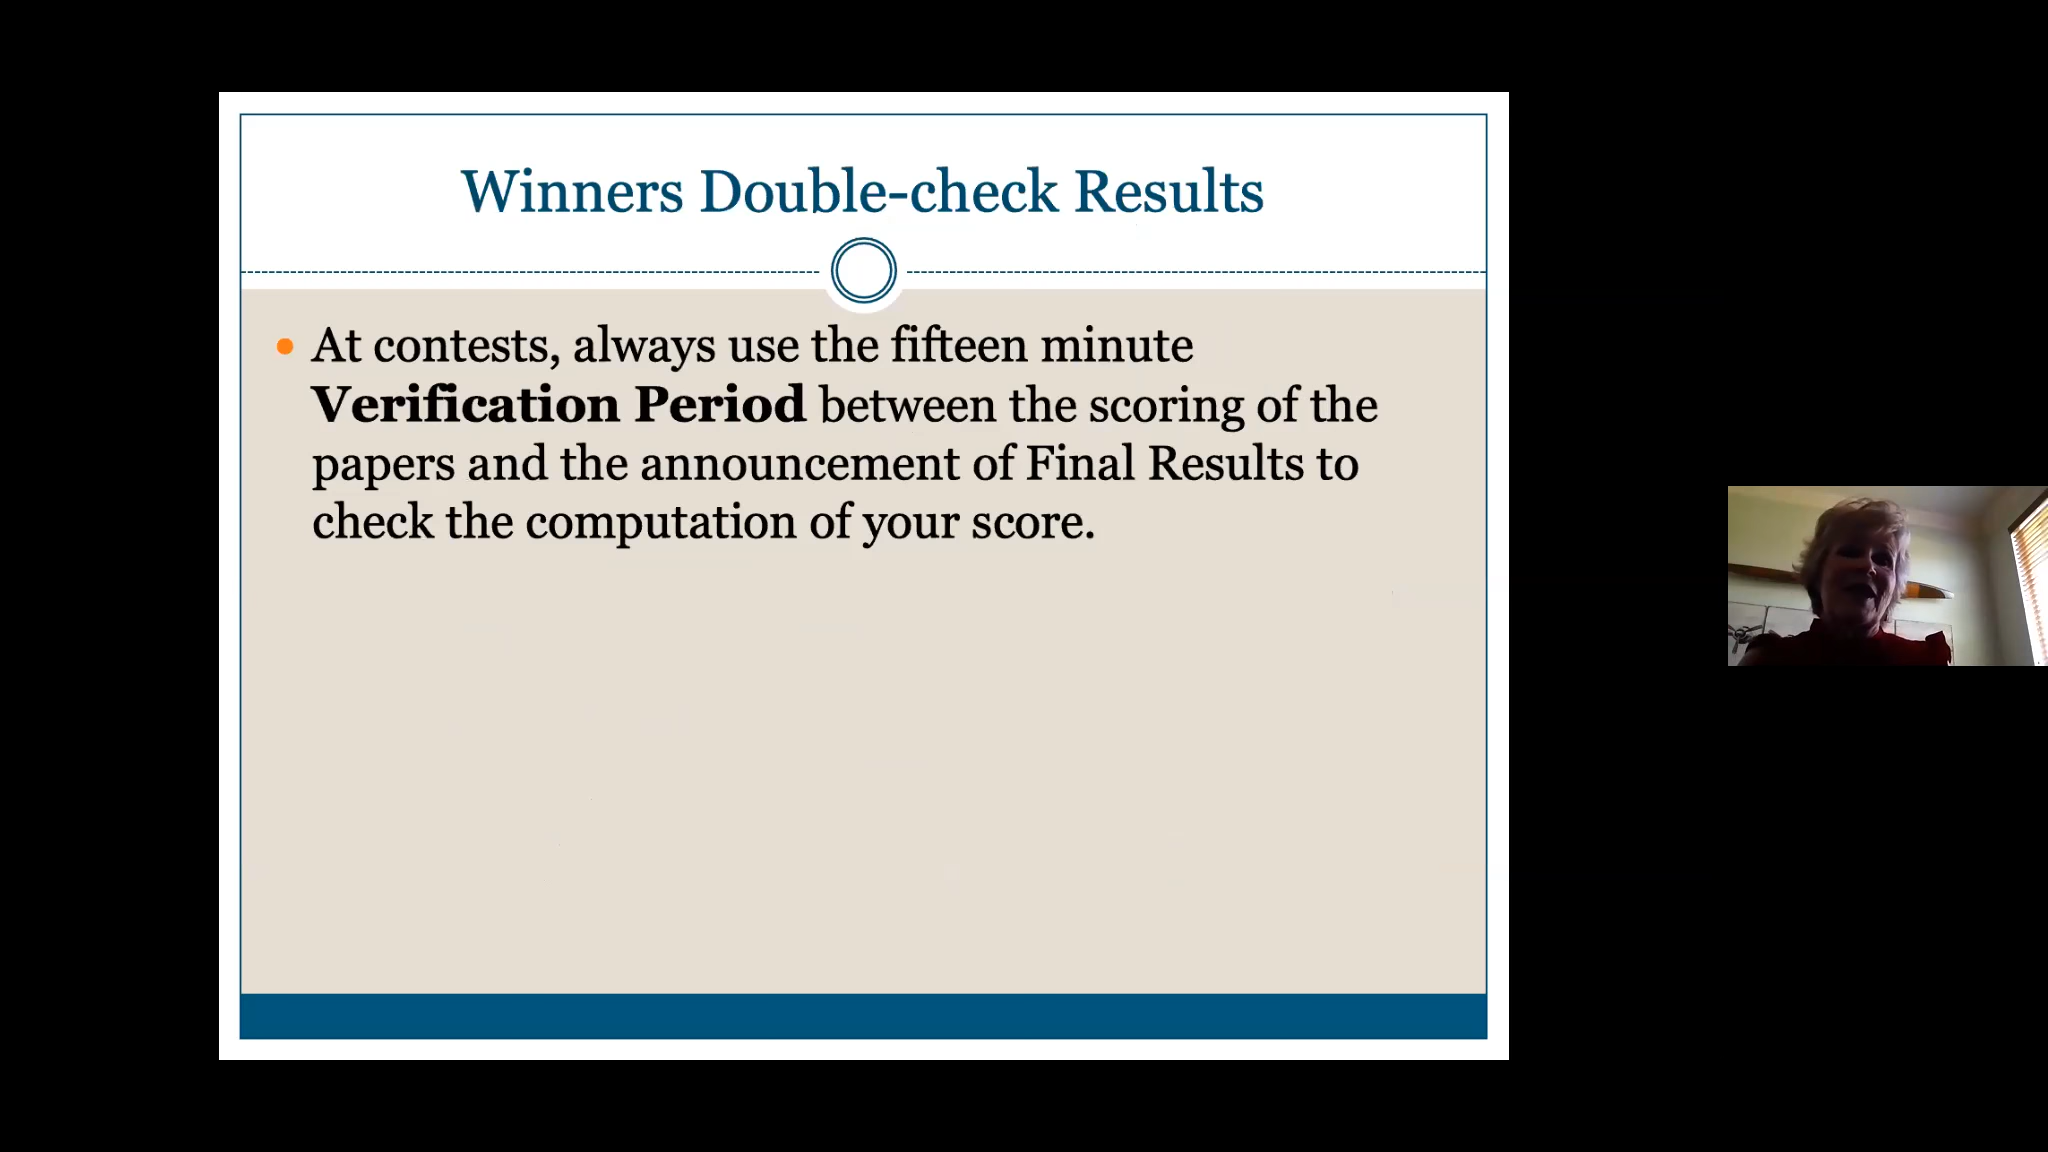 Winners Double-check Results
At contests, always use the fifteen minute
Verification Period between the scoring of the
papers and the announcement of Final Results to
check the computation of your score.